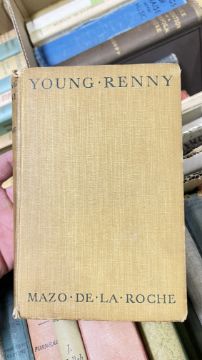 YOUNG · RENNY
MAZO · DE · LA · ROCHE